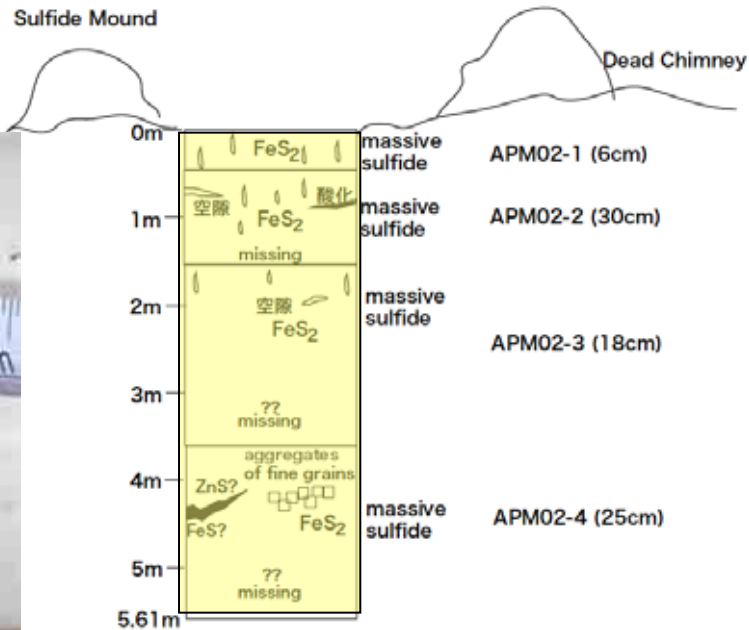 Sulfide Mound
Dead Chimney
0m
FeS2
massive
sulfide
APM02-1 (6cm)
空隙
酸化
1m
FeS2
massive
sulfide
APM02-2 (30cm)
missing
2m
空隙
FeS2
massive
sulfide
APM02-3 (18cm)
3m
??
missing
aggregates
of fine grains
4m
ZnS?
FeS?
FeS2
massive
sulfide
APM02-4 (25cm)
5m
??
missing
5.61m